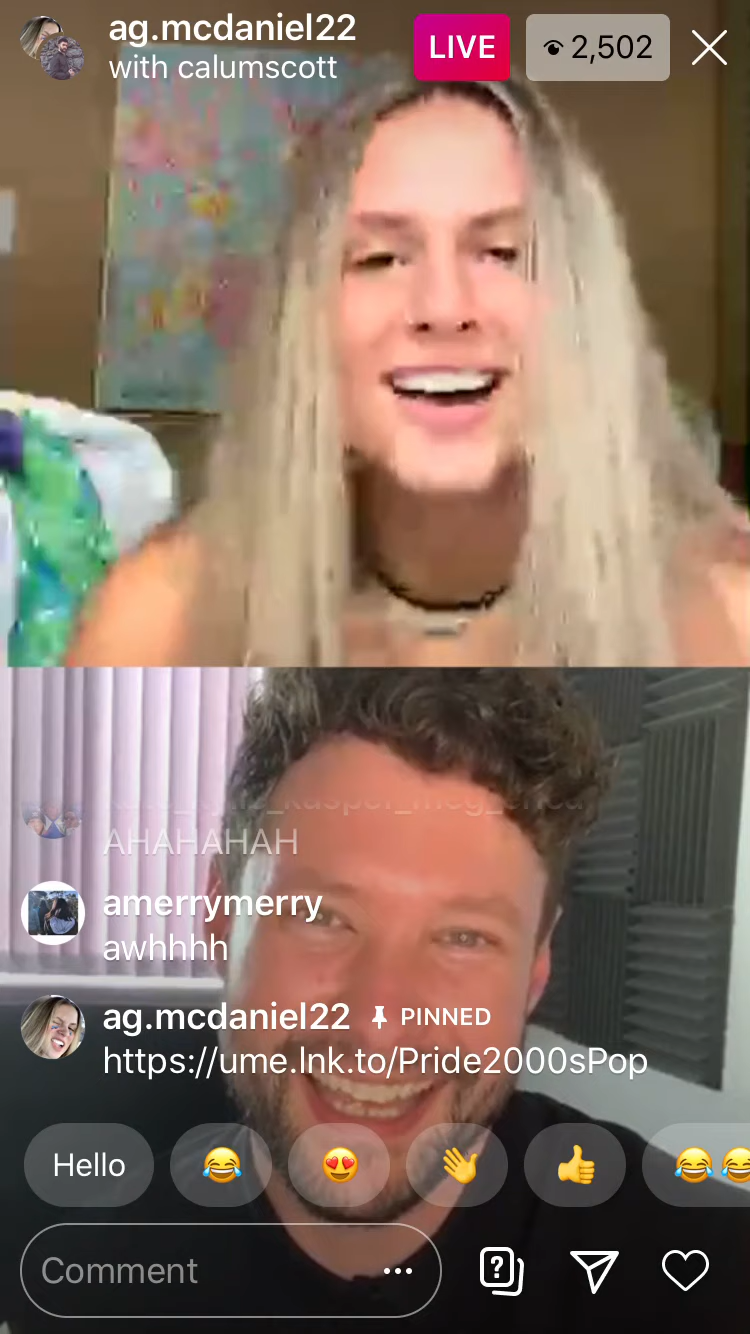 ag.mcdaniel22
LIVE
2,502
with calumscott
AHAHAHAH
amerrymerry
awhhhh
ag.mcdaniel22 PINNED
https://ume.lnk.to/Pride2000sPop
Hello
Comment